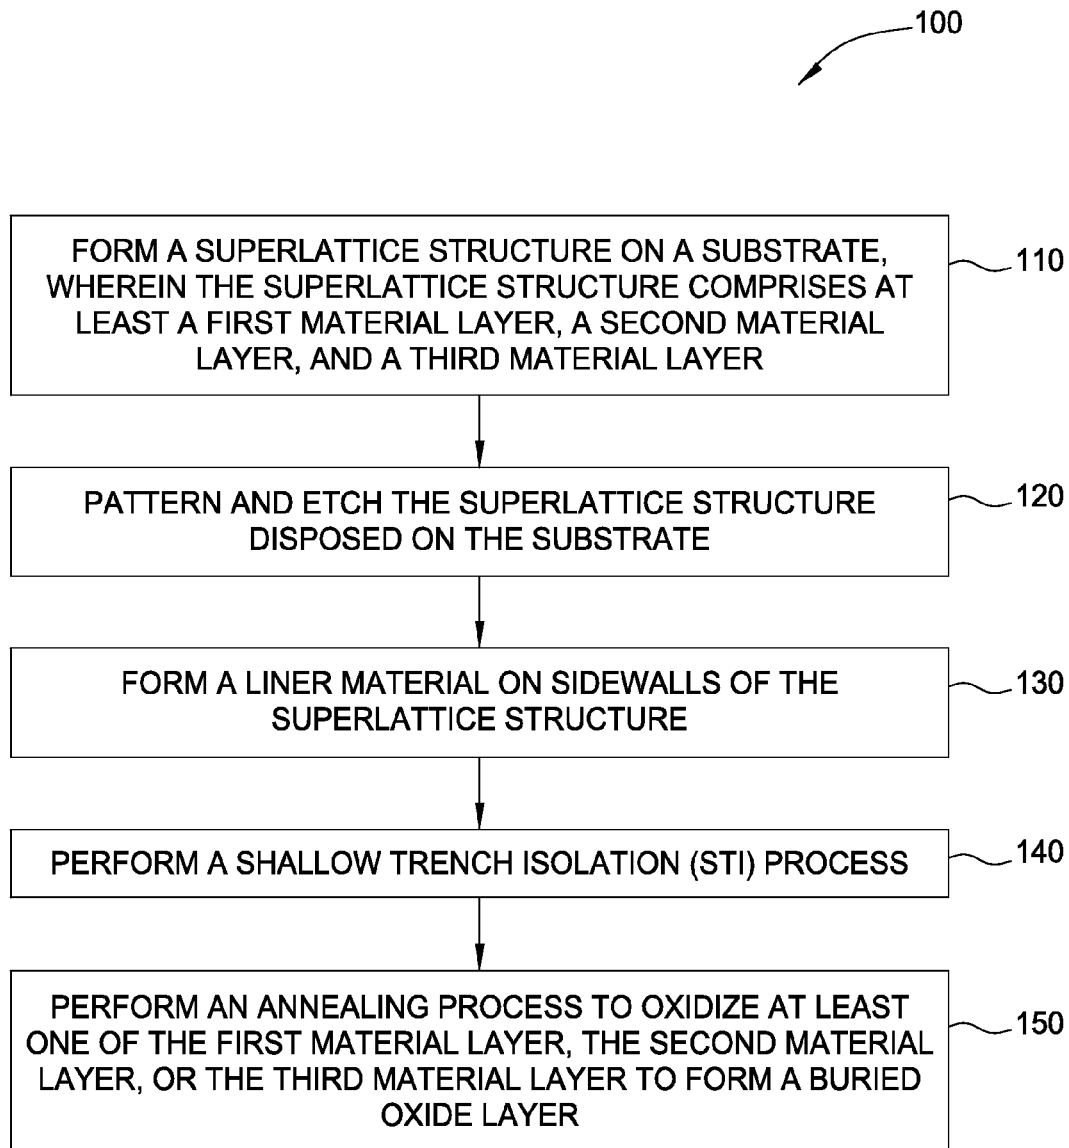 100
FORM A SUPERLATTICE STRUCTURE ON A SUBSTRATE,
WHEREIN THE SUPERLATTICE STRUCTURE COMPRISES AT
LEAST A FIRST MATERIAL LAYER, A SECOND MATERIAL
LAYER, AND A THIRD MATERIAL LAYER
110
PATTERN AND ETCH THE SUPERLATTICE STRUCTURE
DISPOSED ON THE SUBSTRATE
120
FORM A LINER MATERIAL ON SIDEWALLS OF THE
SUPERLATTICE STRUCTURE
130
PERFORM A SHALLOW TRENCH ISOLATION (STI) PROCESS
140
PERFORM AN ANNEALING PROCESS TO OXIDIZE AT LEAST
ONE OF THE FIRST MATERIAL LAYER, THE SECOND MATERIAL
LAYER, OR THE THIRD MATERIAL LAYER TO FORM A BURIED
OXIDE LAYER
150